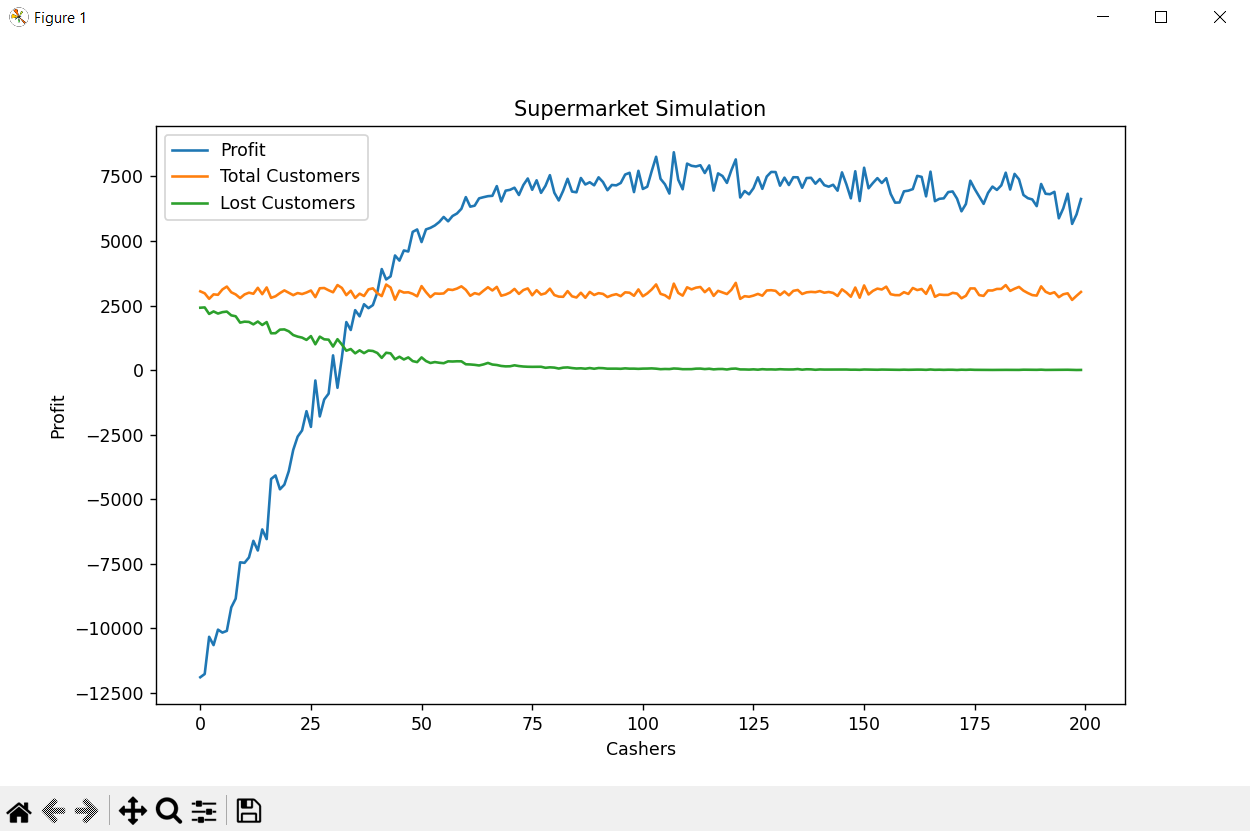 Figure 1
Supermarket Simulation
Profit
Total Customers
Lost Customers
7500
5000
2500
0
−2500
−5000
−7500
−10000
−12500
Profit
0 25 50 75 100 125 150 175 200
Cashers